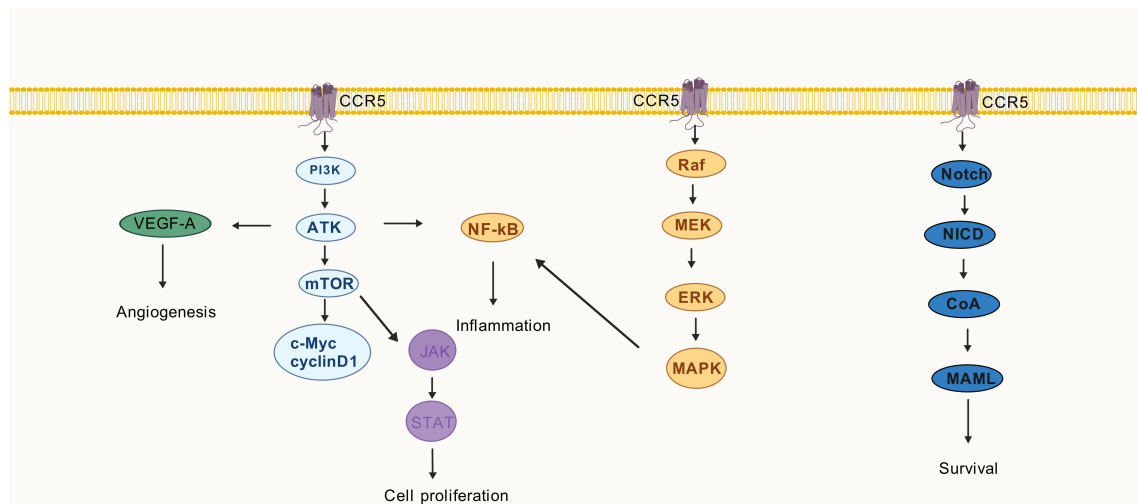 CCR5
CCR5
CCR5
PI3K
ATK
mTOR
c-Myc
cyclinD1
VEGF-A
Angiogenesis
NF-kB
Inflammation
JAK
STAT
Cell proliferation
Raf
MEK
ERK
MAPK
Notch
NICD
CoA
MAML
Survival